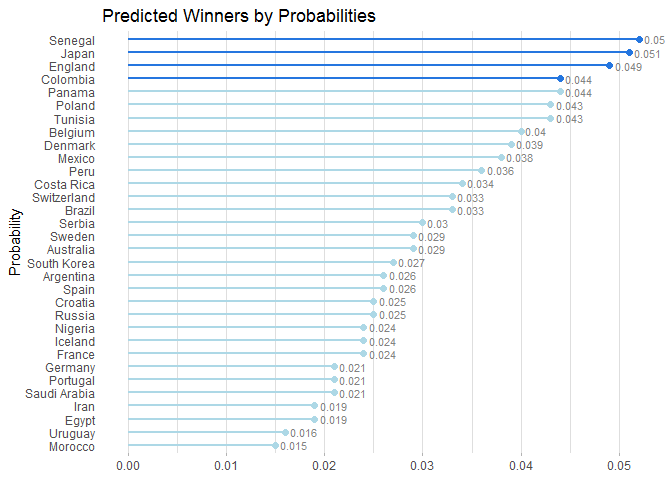 Predicted Winners by Probabilities
Probability
Senegal 0.05
Japan 0.051
England 0.049
Colombia 0.044
Panama 0.044
Poland 0.043
Tunisia 0.043
Belgium 0.04
Denmark 0.039
Mexico 0.038
Peru 0.036
Costa Rica 0.034
Switzerland 0.033
Brazil 0.033
Serbia 0.03
Sweden 0.029
Australia 0.029
South Korea 0.027
Argentina 0.026
Spain 0.026
Croatia 0.025
Russia 0.025
Nigeria 0.024
Iceland 0.024
France 0.024
Germany 0.021
Portugal 0.021
Saudi Arabia 0.021
Iran 0.019
Egypt 0.019
Uruguay 0.016
Morocco 0.015
0.00 0.01 0.02 0.03 0.04 0.05